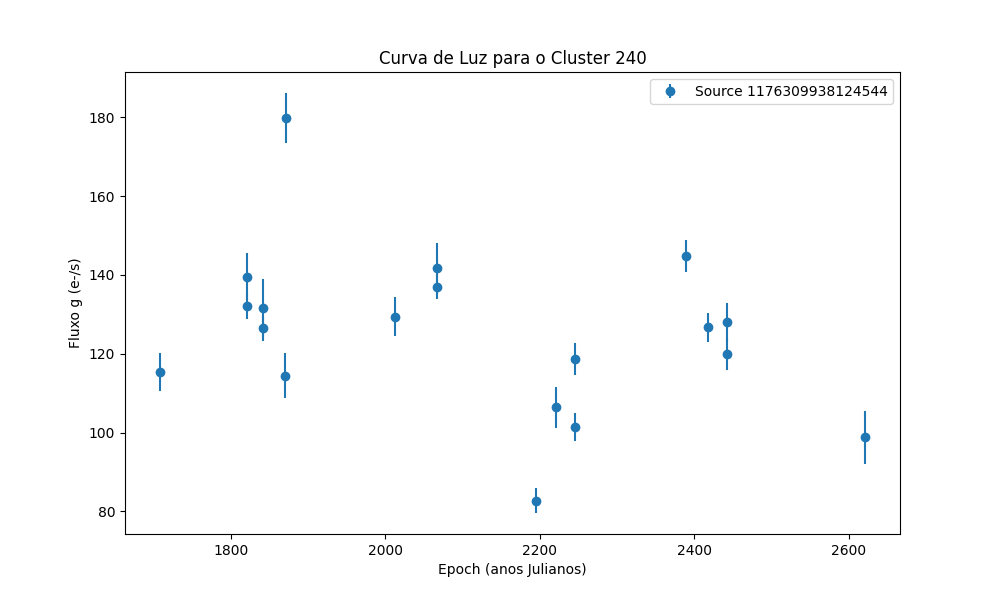 Curva de Luz para o Cluster 240
Source 1176309938124544
Fluxo g (e-/s)
180
160
140
120
100
80
1800
2000
2200
2400
2600
Epoch (anos Julianos)